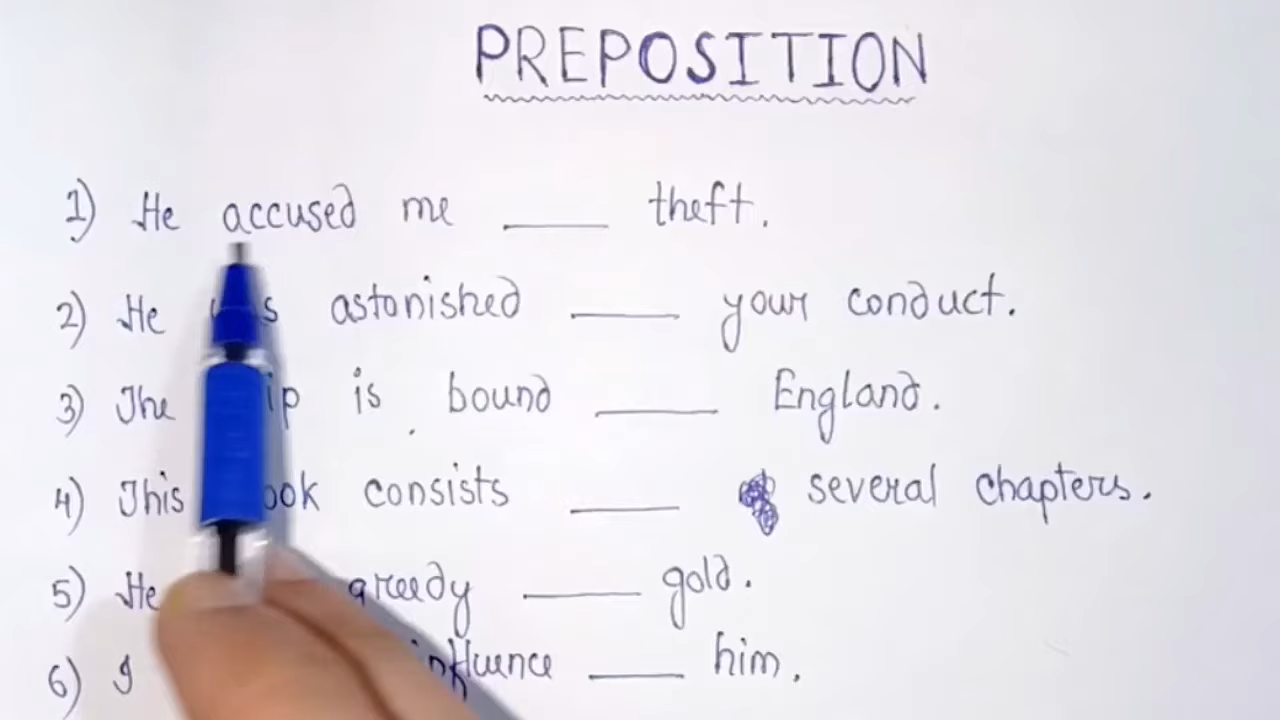 PREPOSITION
1) He accused me ____ theft.
2) He astonished ____ your conduct.
3) The is bound ____ England.
4) This consists ____ several chapters.
5) He greedy ____ gold.
6) I influence ____ him.